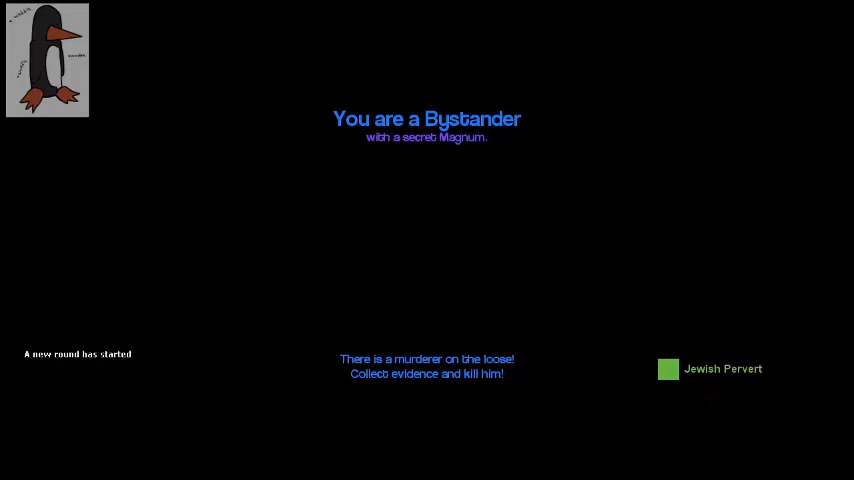 You are a Bystander
with a secret Magnum.
A new round has started
There is a murderer on the loose!
Collect evidence and kill him!
Jewish Pervert